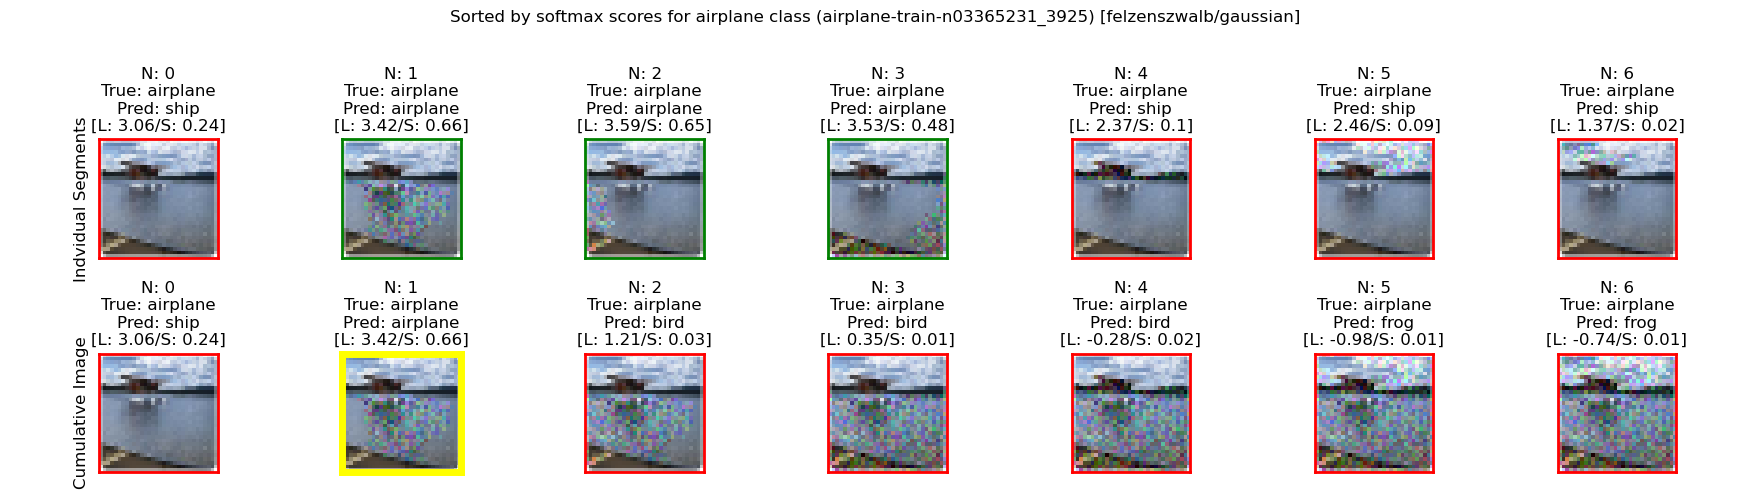 Sorted by softmax scores for airplane class (airplane-train-n03365231_3925) [felzenszwalb/gaussian]
Indvidual Segments
N: 0
True: airplane
Pred: ship
[L: 3.06/S: 0.24]
N: 1
True: airplane
Pred: airplane
[L: 3.42/S: 0.66]
N: 2
True: airplane
Pred: airplane
[L: 3.59/S: 0.65]
N: 3
True: airplane
Pred: airplane
[L: 3.53/S: 0.48]
N: 4
True: airplane
Pred: ship
[L: 2.37/S: 0.1]
N: 5
True: airplane
Pred: ship
[L: 2.46/S: 0.09]
N: 6
True: airplane
Pred: ship
[L: 1.37/S: 0.02]
Cumulative Image
N: 0
True: airplane
Pred: ship
[L: 3.06/S: 0.24]
N: 1
True: airplane
Pred: airplane
[L: 3.42/S: 0.66]
N: 2
True: airplane
Pred: bird
[L: 1.21/S: 0.03]
N: 3
True: airplane
Pred: bird
[L: 0.35/S: 0.01]
N: 4
True: airplane
Pred: bird
[L: -0.28/S: 0.02]
N: 5
True: airplane
Pred: frog
[L: -0.98/S: 0.01]
N: 6
True: airplane
Pred: frog
[L: -0.74/S: 0.01]